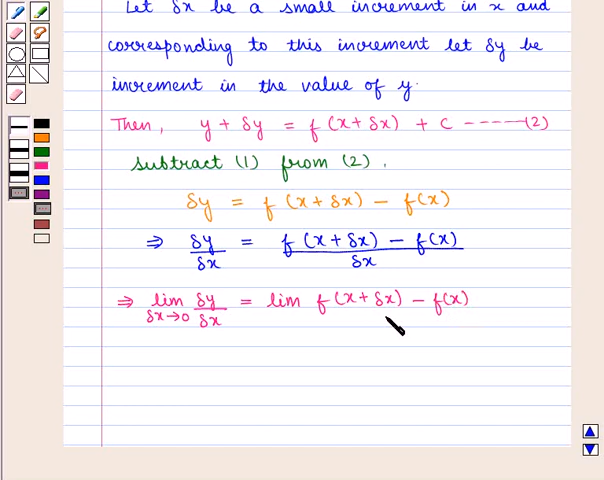 Let δx be a small increment in x and
corresponding to this increment let δy be
increment in the value of y.
Then, y + δy = f(x + δx) + c ------(2)
subtract (1) from (2).
δy = f(x + δx) − f(x)
⇒ δy/δx = f(x + δx) − f(x)/δx
⇒ lim δx→0 δy/δx = lim f(x + δx) − f(x)